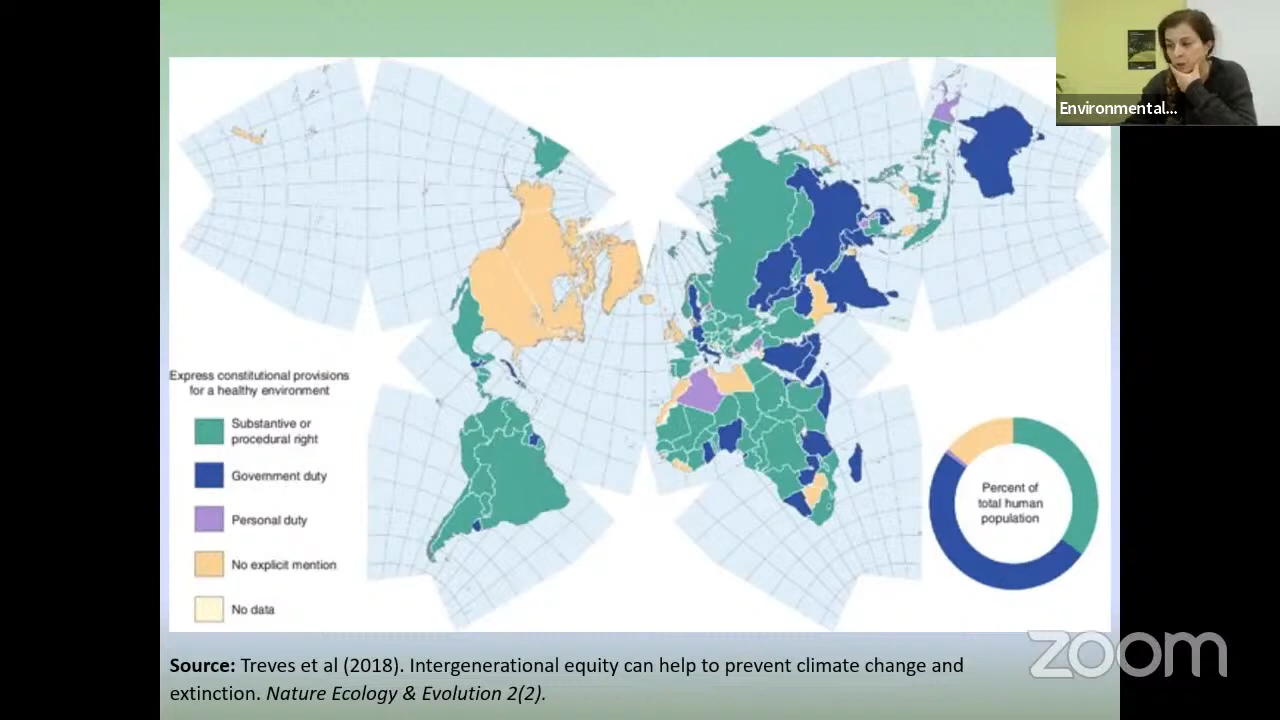 Environmental...
Express constitutional provisions
for a healthy environment
Substantive or
procedural right
Government duty
Personal duty
No explicit mention
No data
Percent of
total human
population
Source: Treves et al (2018). Intergenerational equity can help to prevent climate change and
extinction. Nature Ecology & Evolution 2(2).
zoom